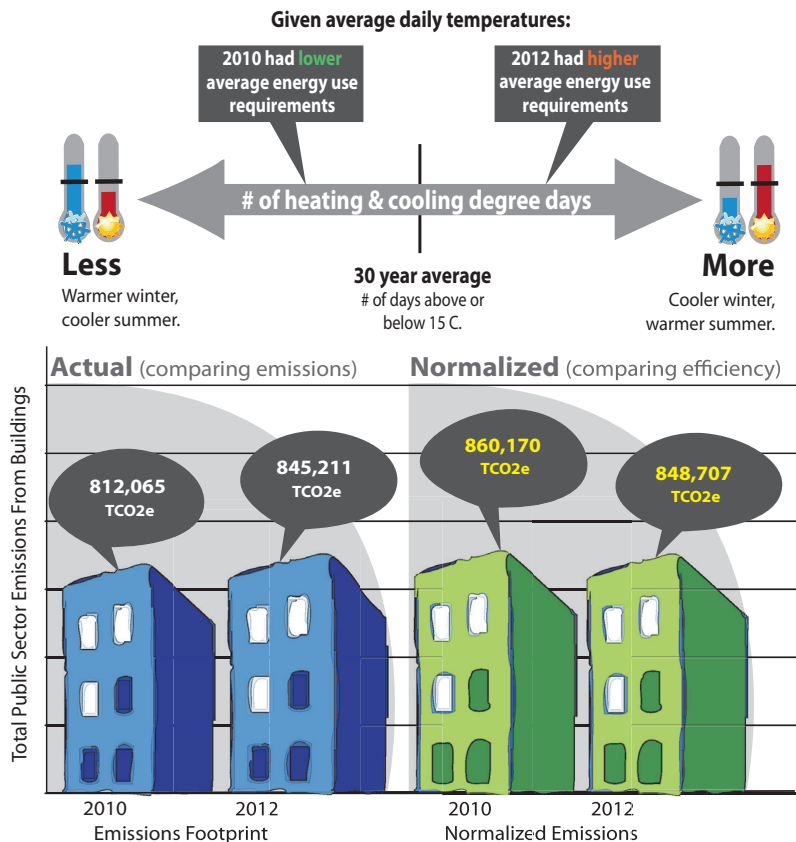 Given average daily temperatures:
2010 had lower
average energy use
requirements
2012 had higher
average energy use
requirements
# of heating & cooling degree days
Less
Warmer winter,
cooler summer.
30 year average
# of days above or
below 15 C.
More
Cooler winter,
warmer summer.
Total Public Sector Emissions From Buildings
Actual (comparing emissions)
Normalized (comparing efficiency)
812,065
TCO2e
845,211
TCO2e
860,170
TCO2e
848,707
TCO2e
2010
2012
Emissions Footprint
2010
2012
Normalized Emissions